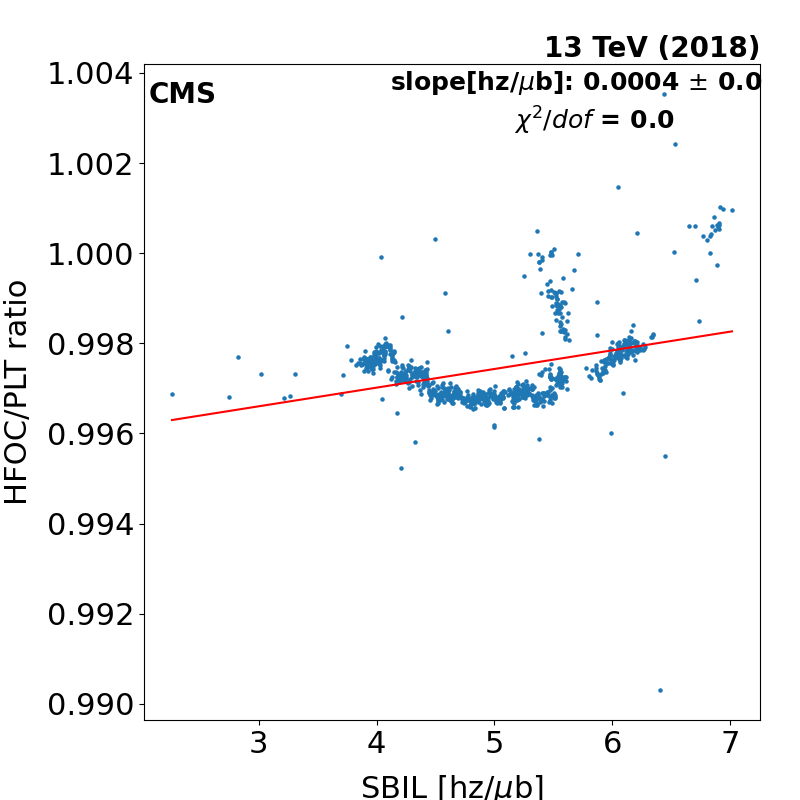 13 TeV (2018)
CMS
slope[hz/μb]: 0.0004 ± 0.0
χ²/dof = 0.0
1.004
1.002
1.000
0.998
0.996
0.994
0.992
0.990
HFOC/PLT ratio
3 4 5 6 7
SBIL [hz/μb]